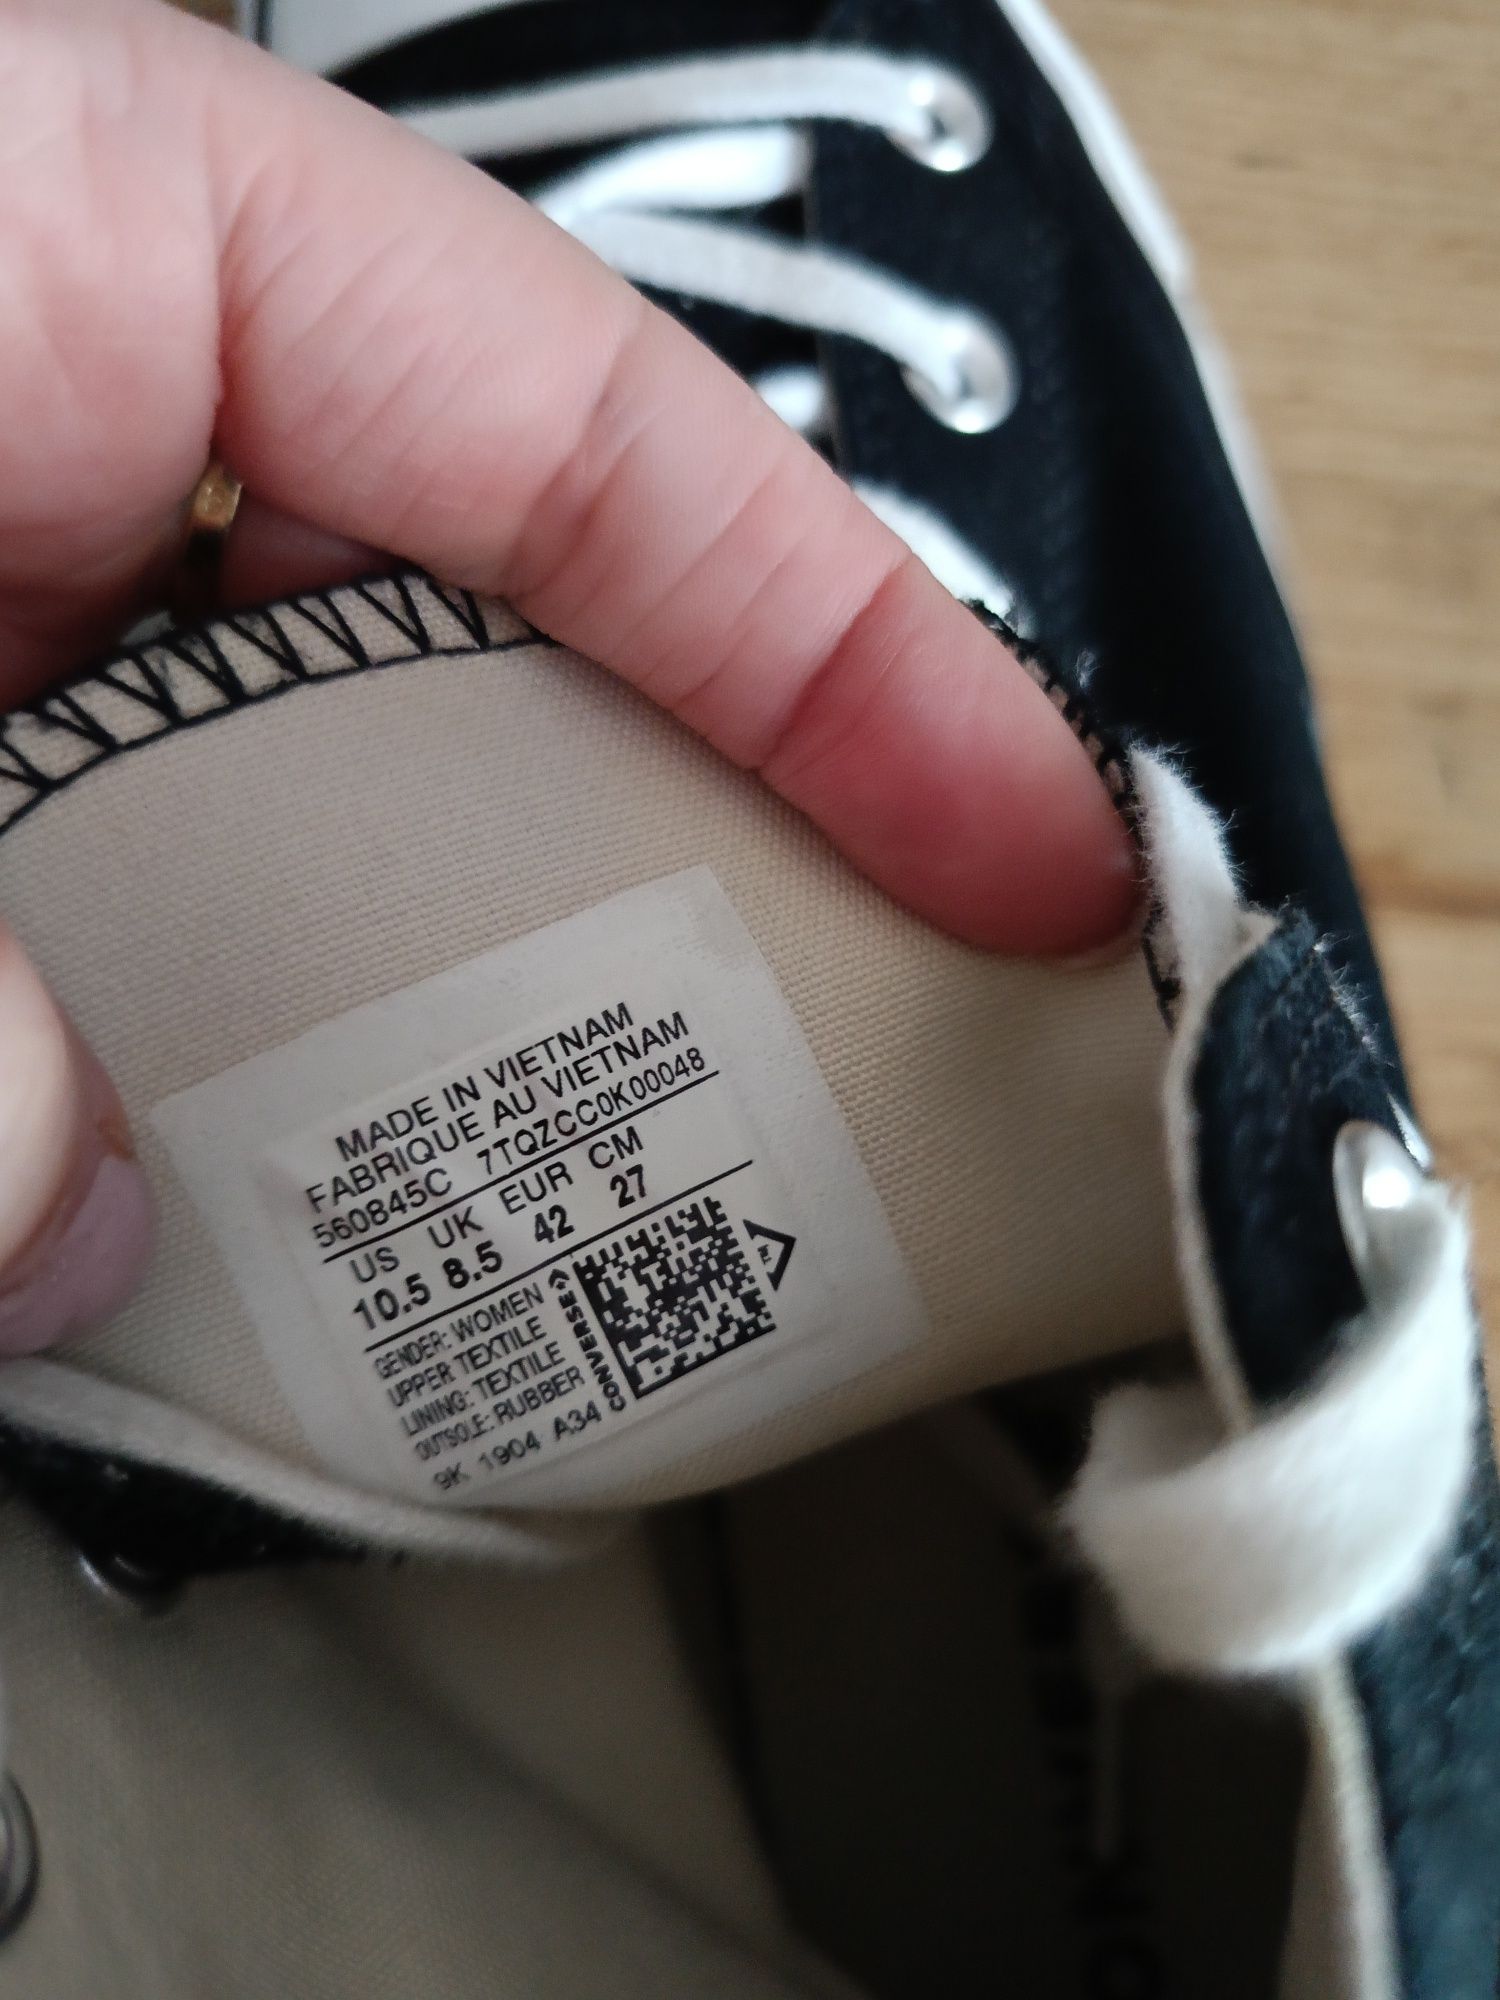 MADE IN VIETNAM
FABRIQUE AU VIETNAM
560845C 7TQZCC0K00048
US UK EUR CM
10.5 8.5 42 27
GENDER: WOMEN
UPPER: TEXTILE
LINING: TEXTILE
OUTSOLE: RUBBER
9K 1904 A34
CONVERSE